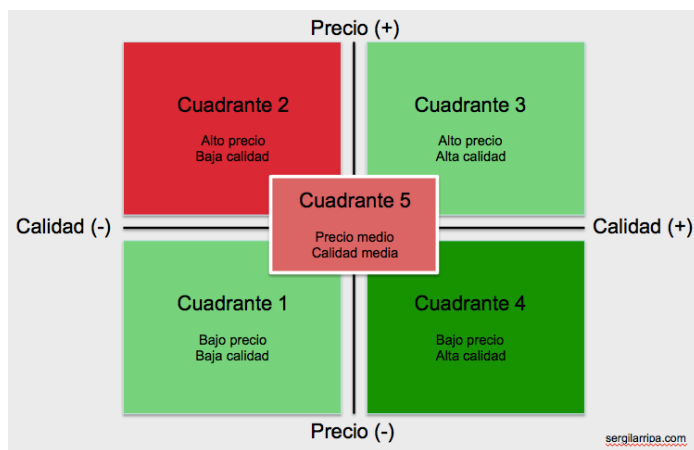 Precio (+)
Cuadrante 2
Alto precio
Baja calidad
Cuadrante 3
Alto precio
Alta calidad
Calidad (-)
Cuadrante 5
Precio medio
Calidad media
Calidad (+)
Cuadrante 1
Bajo precio
Baja calidad
Cuadrante 4
Bajo precio
Alta calidad
Precio (-)
sergilarripa.com